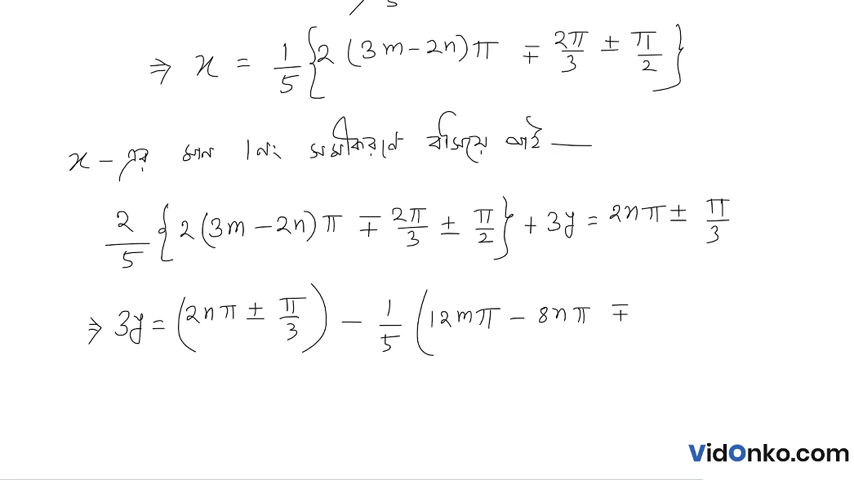 5
⇒ x = 1/5 {2 (3m - 2n) π ∓ 2π/3 ± π/2}
x - এর মান 1নং সমীকরণে বসিয়ে পাই —
2/5 {2(3m - 2n) π ∓ 2π/3 ± π/2} + 3y = 2nπ ± π/3
⇒ 3y = (2nπ ± π/3) - 1/5 (12mπ - 8nπ ∓
VidOnko.com